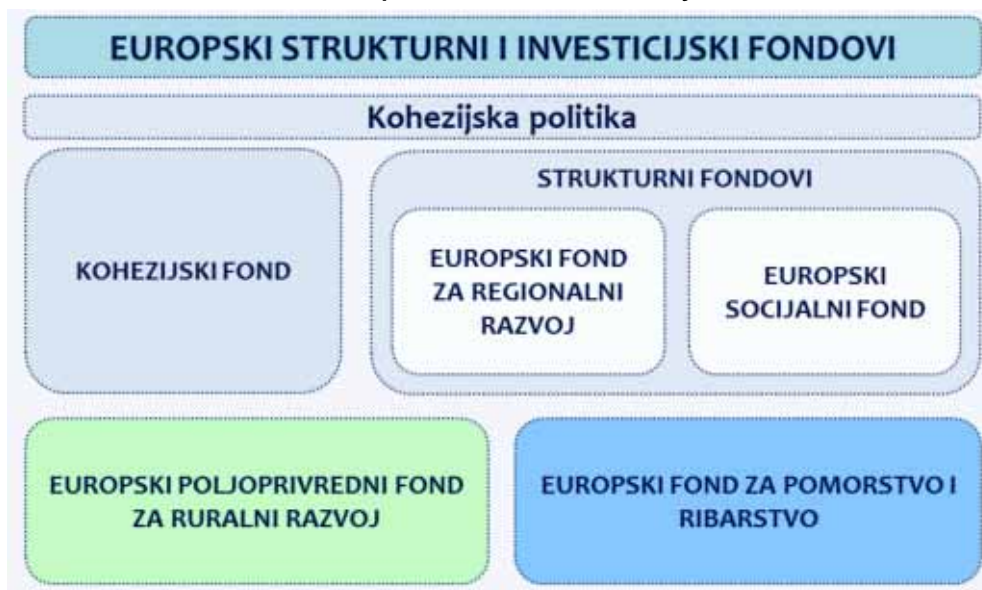 EUROPSKI STRUKTURNI I INVESTICIJSKI FONDOVI
Kohezijska politika
KOHEZIJSKI FOND
STRUKTURNI FONDOVI
EUROPSKI FOND
ZA REGIONALNI
RAZVOJ
EUROPSKI
SOCIJALNI FOND
EUROPSKI POLJOPRIVREDNI FOND
ZA RURALNI RAZVOJ
EUROPSKI FOND ZA POMORSTVO I
RIBARSTVO